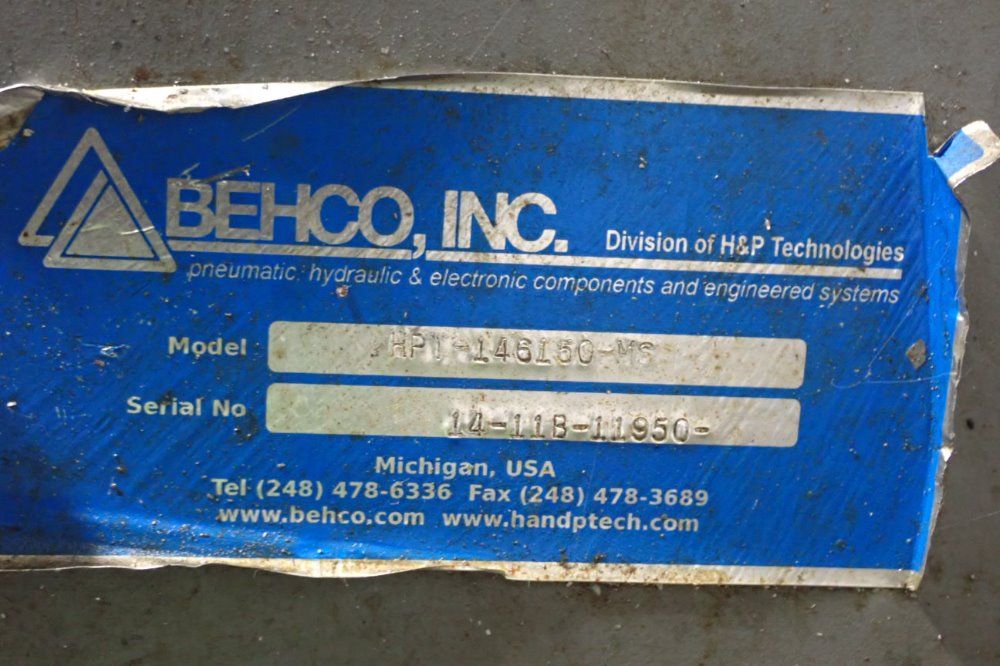 BEHCO, INC. Division of H&P Technologies
pneumatic, hydraulic & electronic components and engineered systems
Model HPT-146150-MS
Serial No 14-11B-11950-
Michigan, USA
Tel (248) 478-6336 Fax (248) 478-3689
www.behco.com www.handptech.com